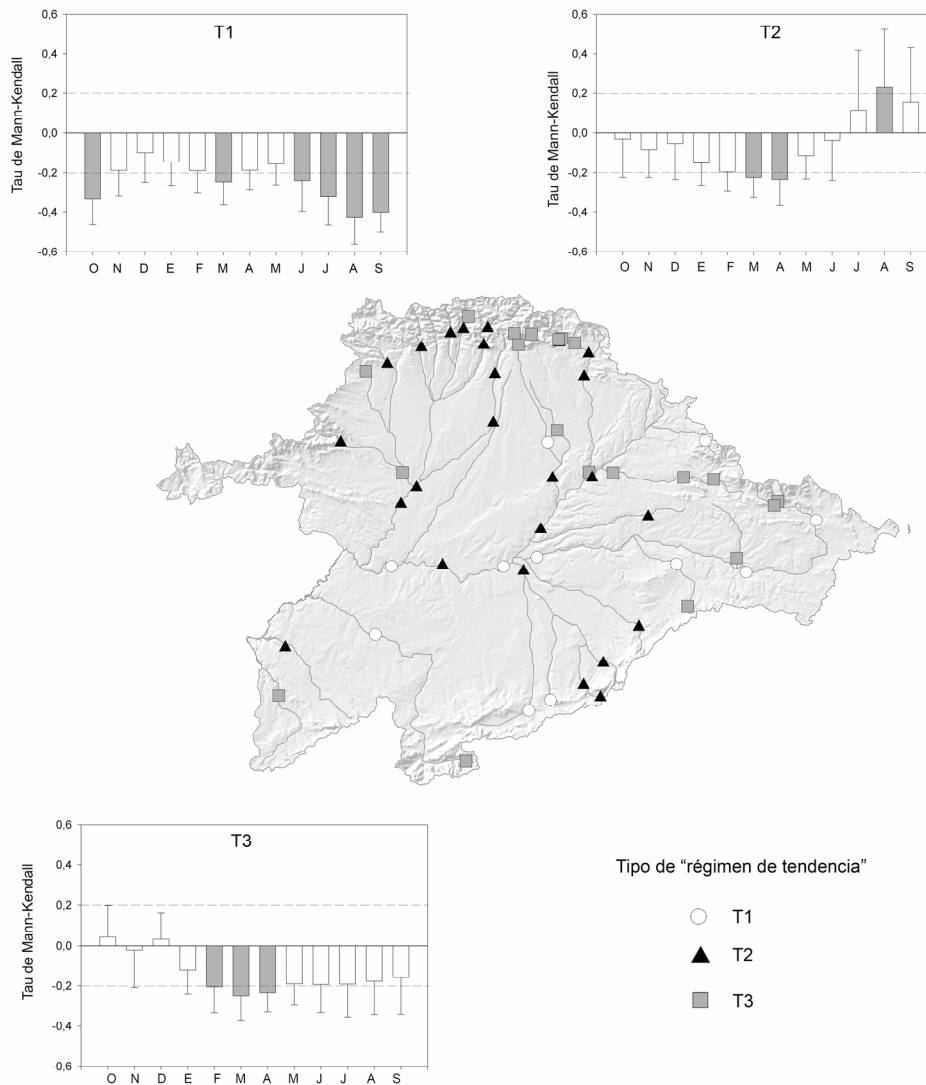 T1
Tau de Mann-Kendall
0,6
0,4
0,2
0,0
-0,2
-0,4
-0,6
O N D E F M A M J J A S
T2
Tau de Mann-Kendall
0,6
0,4
0,2
0,0
-0,2
-0,4
-0,6
O N D E F M A M J J A S
T3
Tau de Mann-Kendall
0,6
0,4
0,2
0,0
-0,2
-0,4
-0,6
O N D E F M A M J J A S
Tipo de “régimen de tendencia”
T1
T2
T3